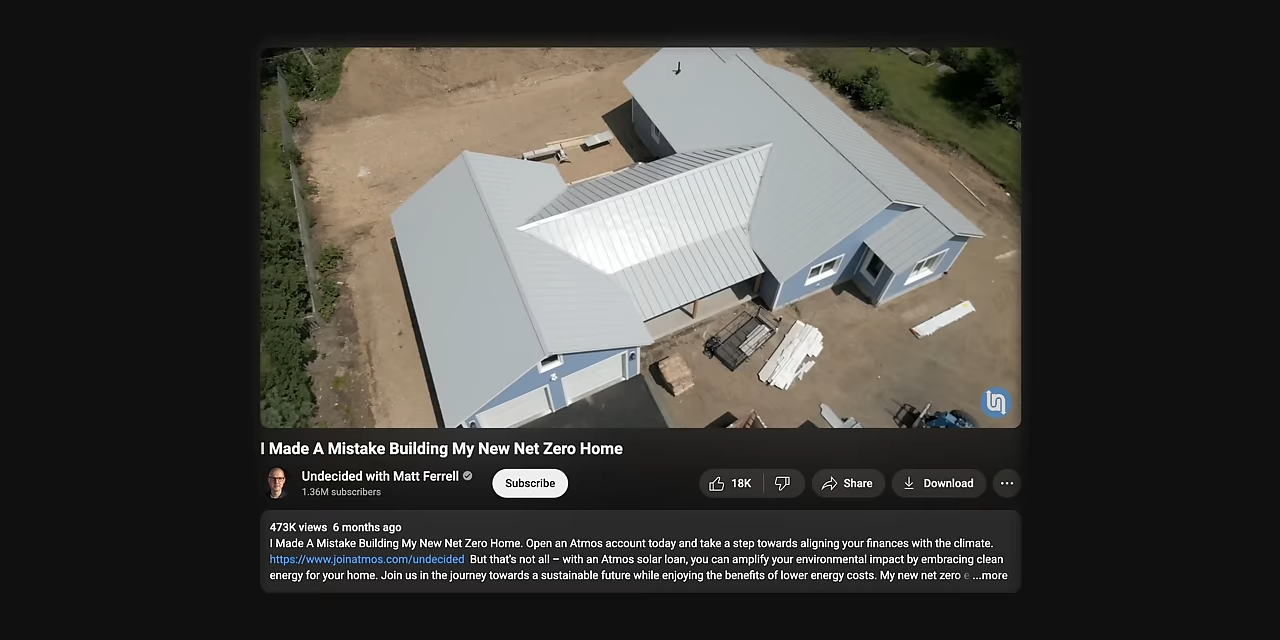 I Made A Mistake Building My New Net Zero Home
Undecided with Matt Ferrell
1.36M subscribers
Subscribe
18K
Share
Download
473K views 6 months ago
I Made A Mistake Building My New Net Zero Home. Open an Atmos account today and take a step towards aligning your finances with the climate.
https://www.joinatmos.com/undecided But that's not all – with an Atmos solar loan, you can amplify your environmental impact by embracing clean
energy for your home. Join us in the journey towards a sustainable future while enjoying the benefits of lower energy costs. My new net zero e ...more